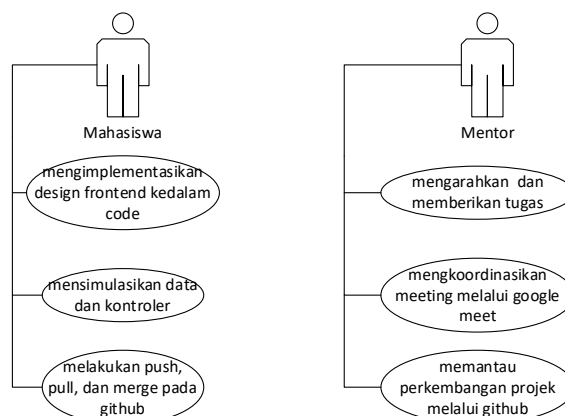 Mahasiswa
mengimplementasikan
design frontend kedalam
code
mensimulasikan data
dan kontroler
melakukan push,
pull, dan merge pada
github
Mentor
mengarahkan dan
memberikan tugas
mengkoordinasikan
meeting melalui google
meet
memantau
perkembangan projek
melalui github